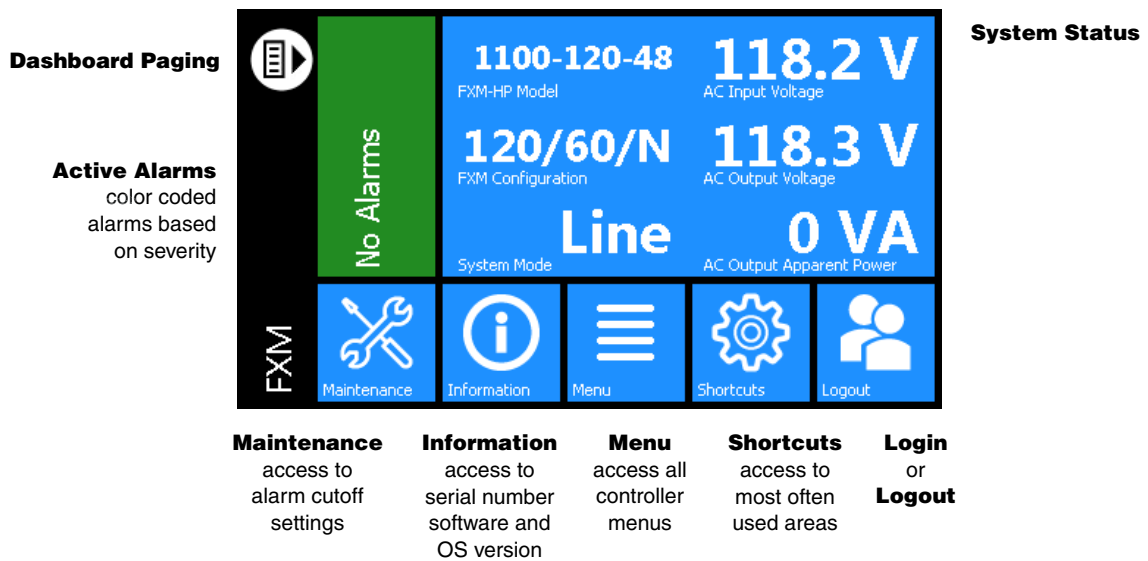 Dashboard Paging
Active Alarms
color coded
alarms based
on severity
FXM
No Alarms
1100-120-48
FXM-HP Model
118.2 V
AC Input Voltage
120/60/N
FXM Configuration
118.3 V
AC Output Voltage
Line
System Mode
0 VA
AC Output Apparent Power
System Status
Maintenance
Information
Menu
Shortcuts
Logout
Maintenance
access to
alarm cutoff
settings
Information
access to
serial number
software and
OS version
Menu
access all
controller
menus
Shortcuts
access to
most often
used areas
Login
or
Logout